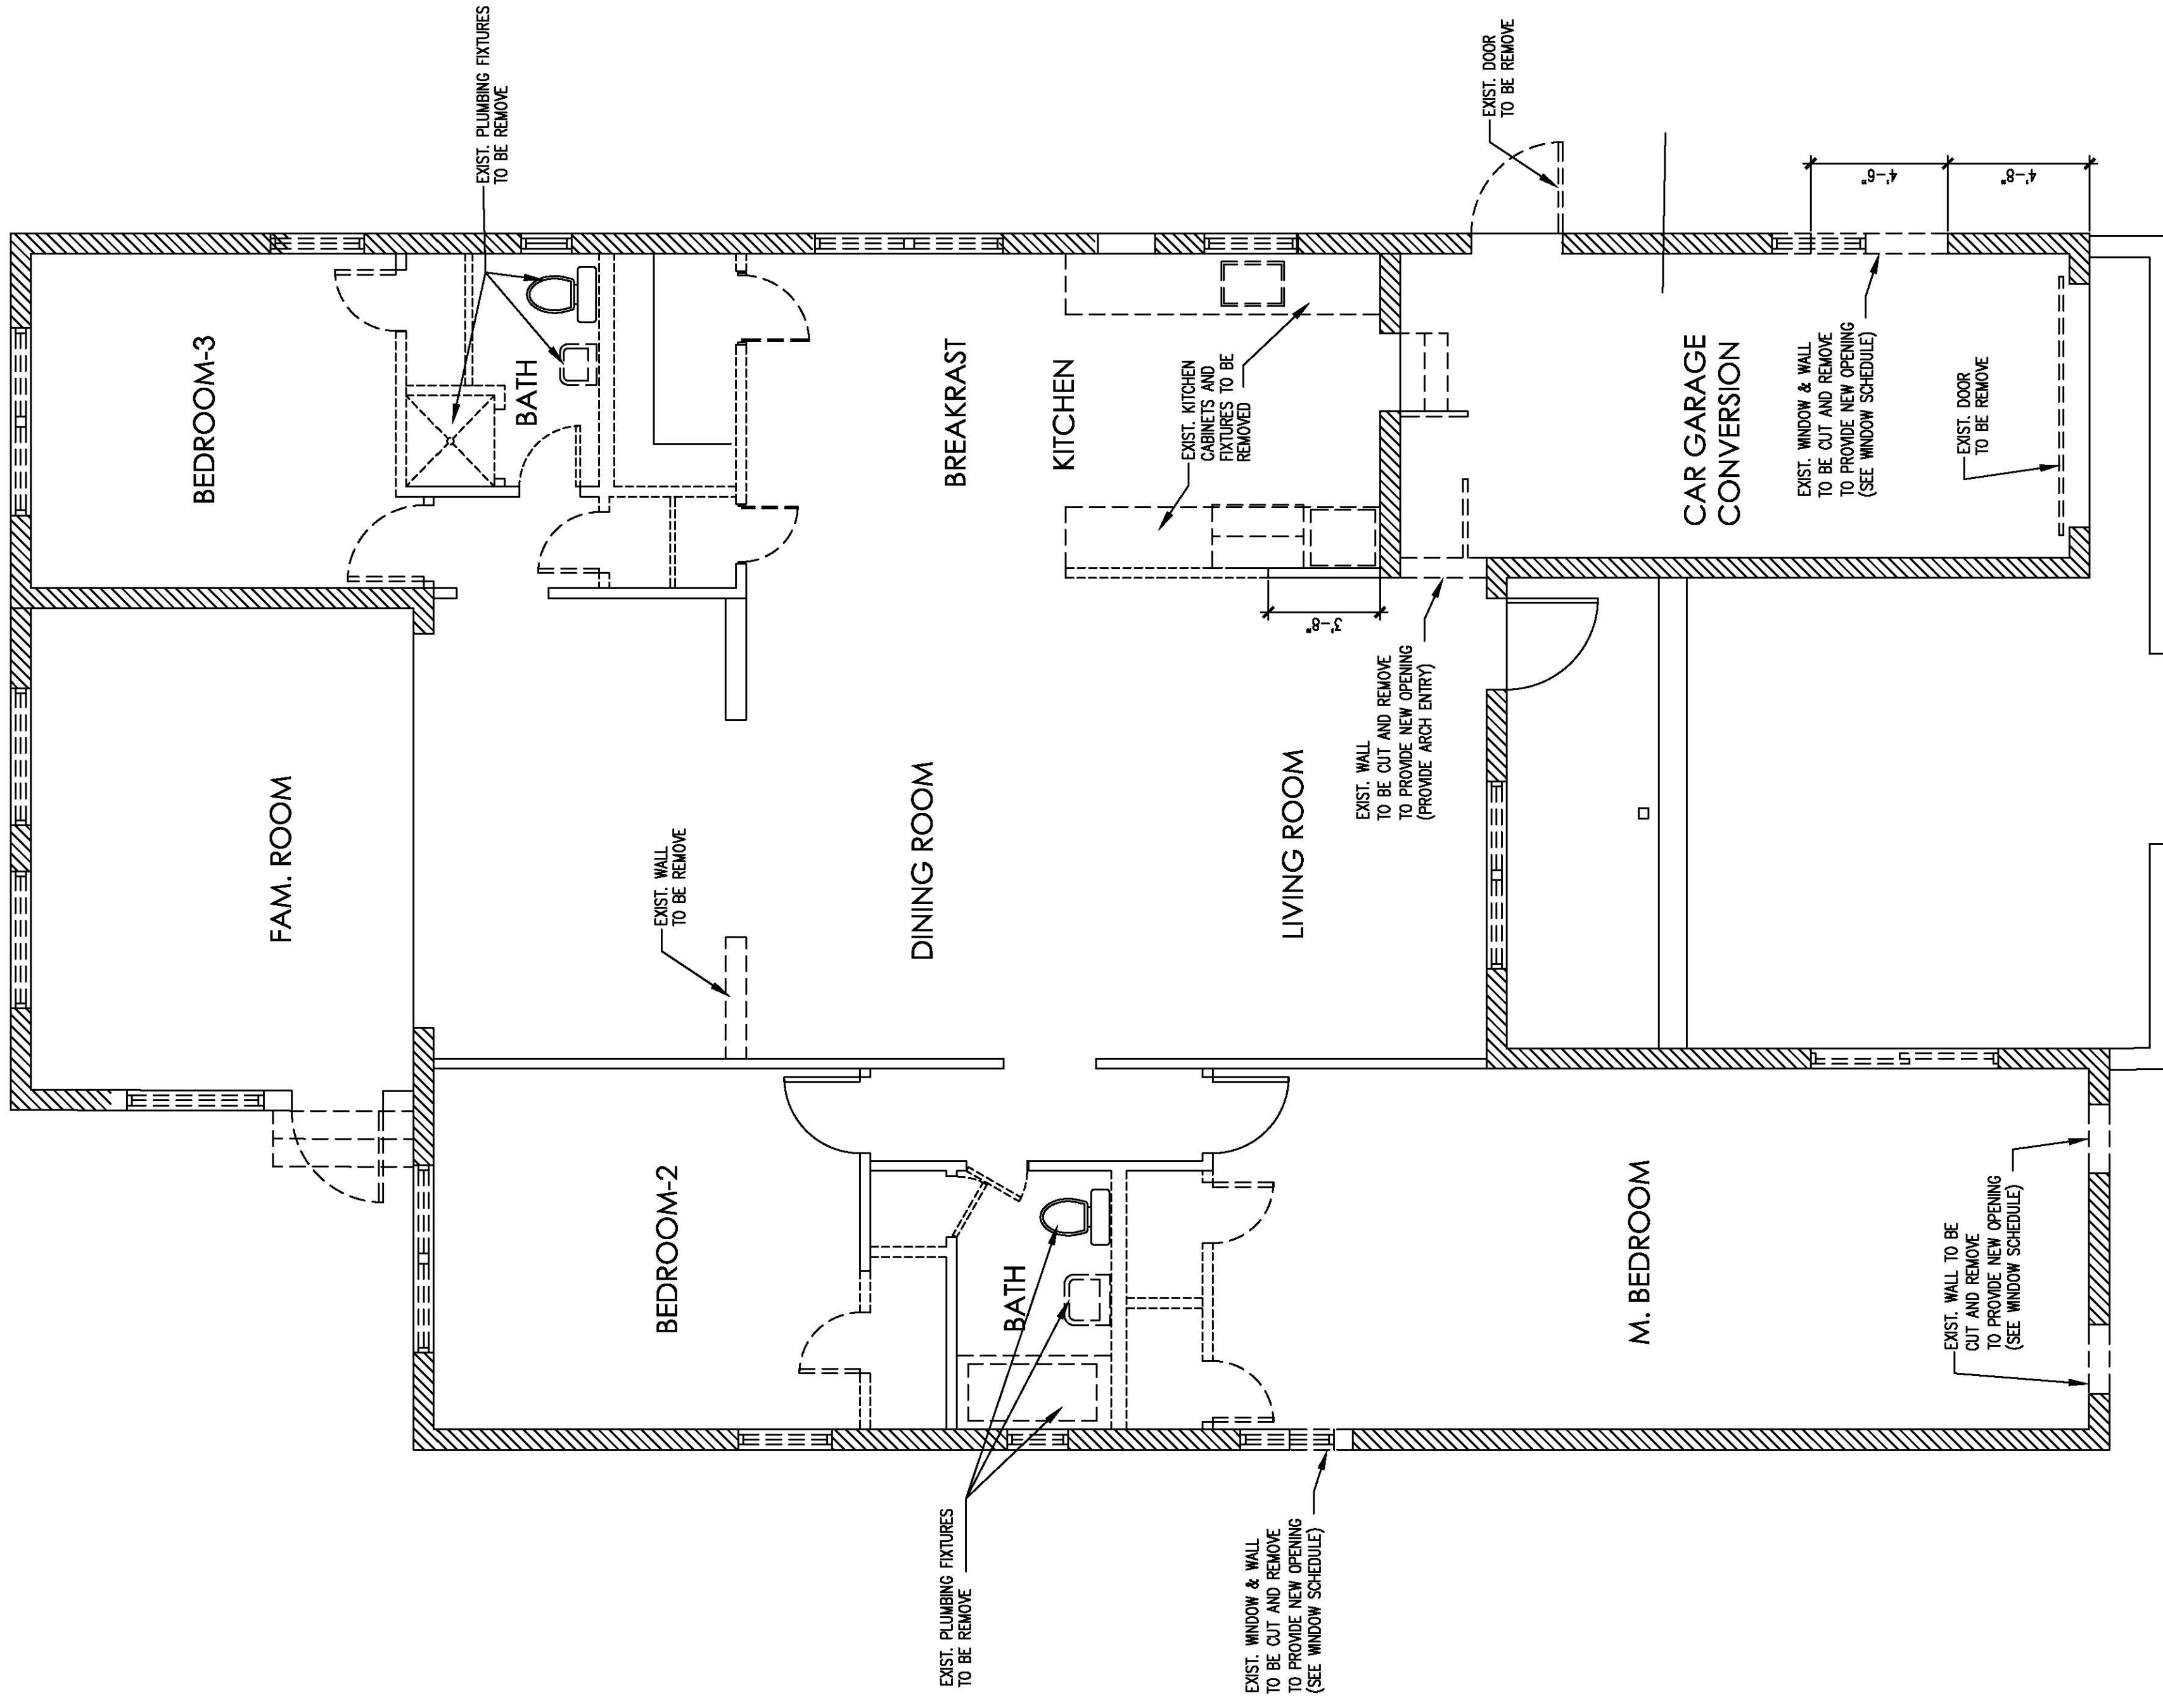 EXIST. PLUMBING FIXTURES
TO BE REMOVE
EXIST. DOOR
TO BE REMOVE
4'-6"
4'-8"
BEDROOM-3
BATH
BREAKRAST
KITCHEN
EXIST. KITCHEN
CABINETS AND
FIXTURES TO BE
REMOVED
CAR GARAGE
CONVERSION
EXIST. WINDOW & WALL
TO BE CUT AND REMOVE
TO PROVIDE NEW OPENING
(SEE WINDOW SCHEDULE)
EXIST. DOOR
TO BE REMOVE
3'-8"
FAM. ROOM
EXIST. WALL
TO BE REMOVE
DINING ROOM
LIVING ROOM
EXIST. WALL
TO BE CUT AND REMOVE
TO PROVIDE NEW OPENING
(PROVIDE ARCH ENTRY)
BEDROOM-2
BATH
M. BEDROOM
EXIST. WALL TO BE
CUT AND REMOVE
TO PROVIDE NEW OPENING
(SEE WINDOW SCHEDULE)
EXIST. PLUMBING FIXTURES
TO BE REMOVE
EXIST. WINDOW & WALL
TO BE CUT AND REMOVE
TO PROVIDE NEW OPENING
(SEE WINDOW SCHEDULE)